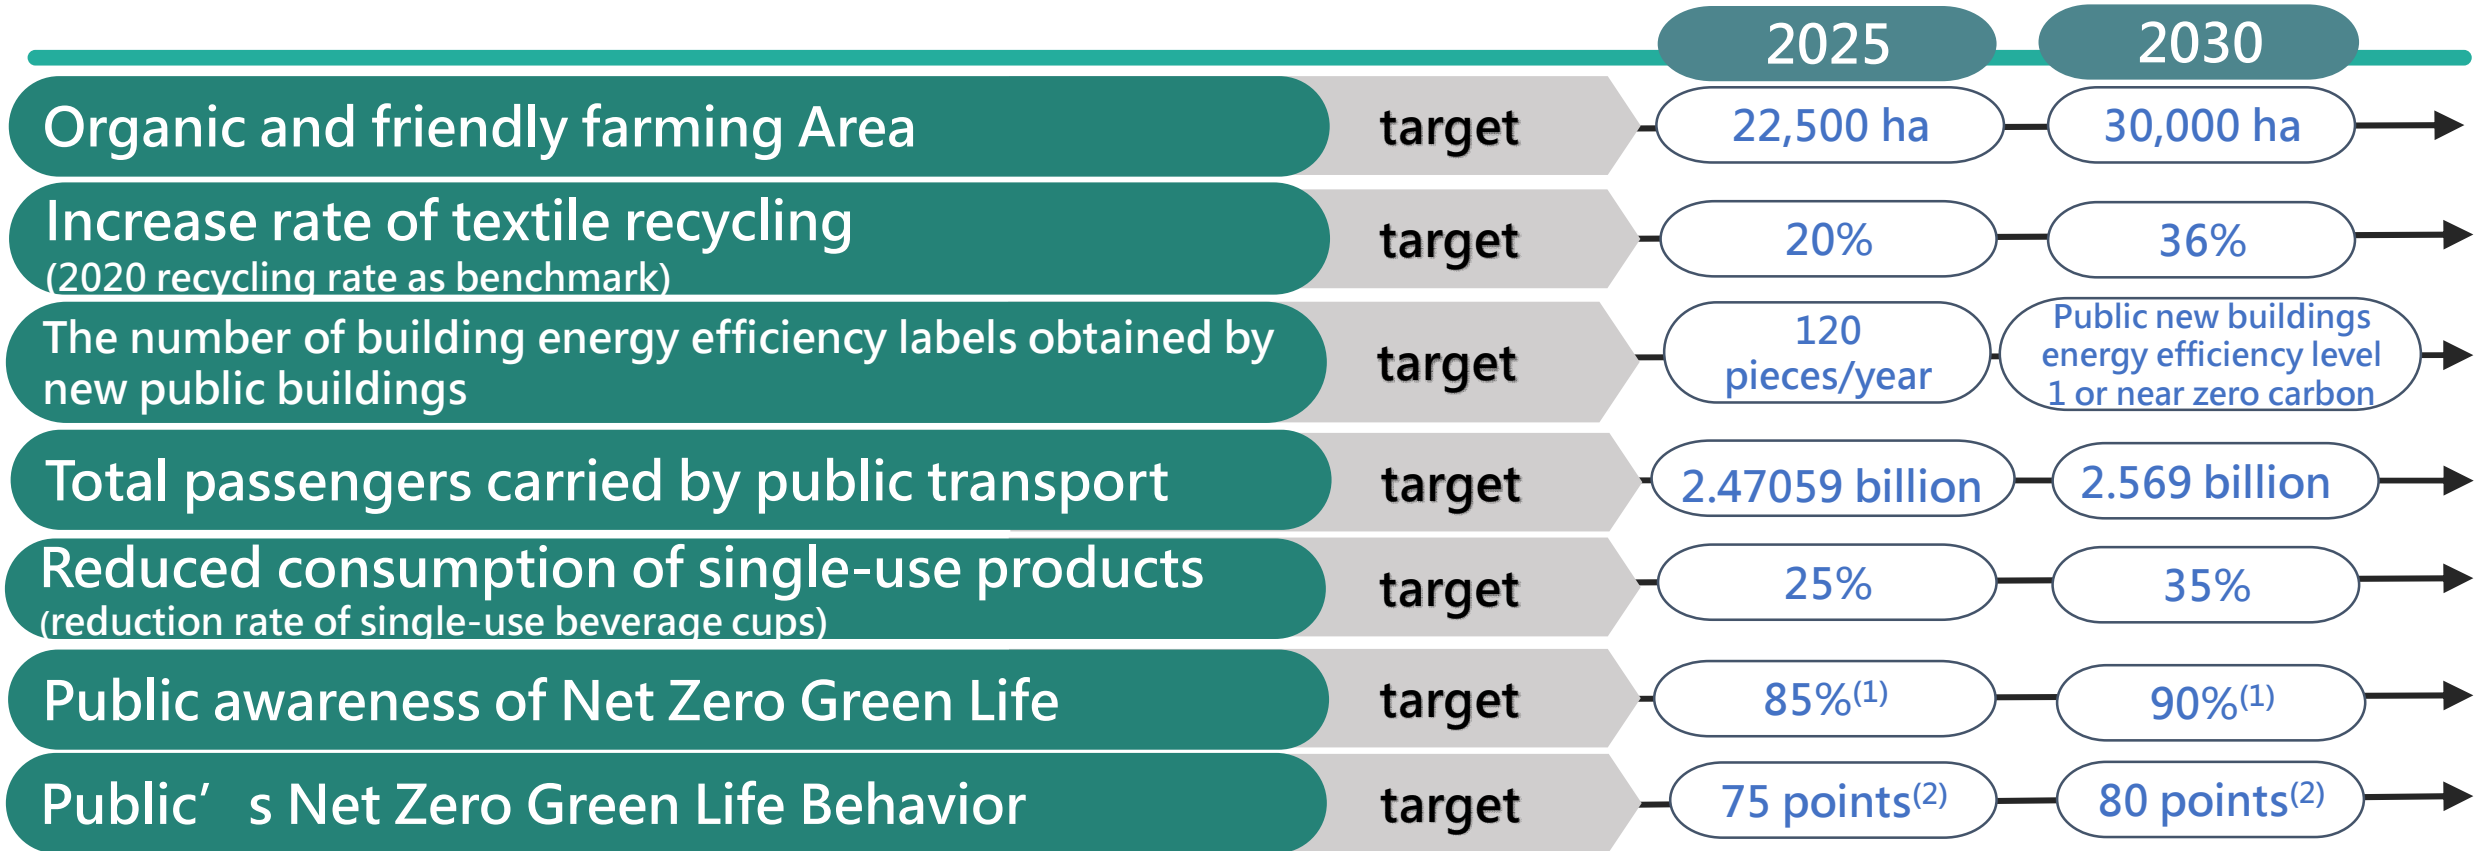 2025 2030
Organic and friendly farming Area target 22,500 ha 30,000 ha
Increase rate of textile recycling
(2020 recycling rate as benchmark)
target 20% 36%
The number of building energy efficiency labels obtained by
new public buildings
target
120
pieces/year
Public new buildings
energy efficiency level
1 or near zero carbon
Total passengers carried by public transport target 2.47059 billion 2.569 billion
Reduced consumption of single-use products
(reduction rate of single-use beverage cups)
target 25% 35%
Public awareness of Net Zero Green Life target 85%(1) 90%(1)
Public’ s Net Zero Green Life Behavior target 75 points(2) 80 points(2)